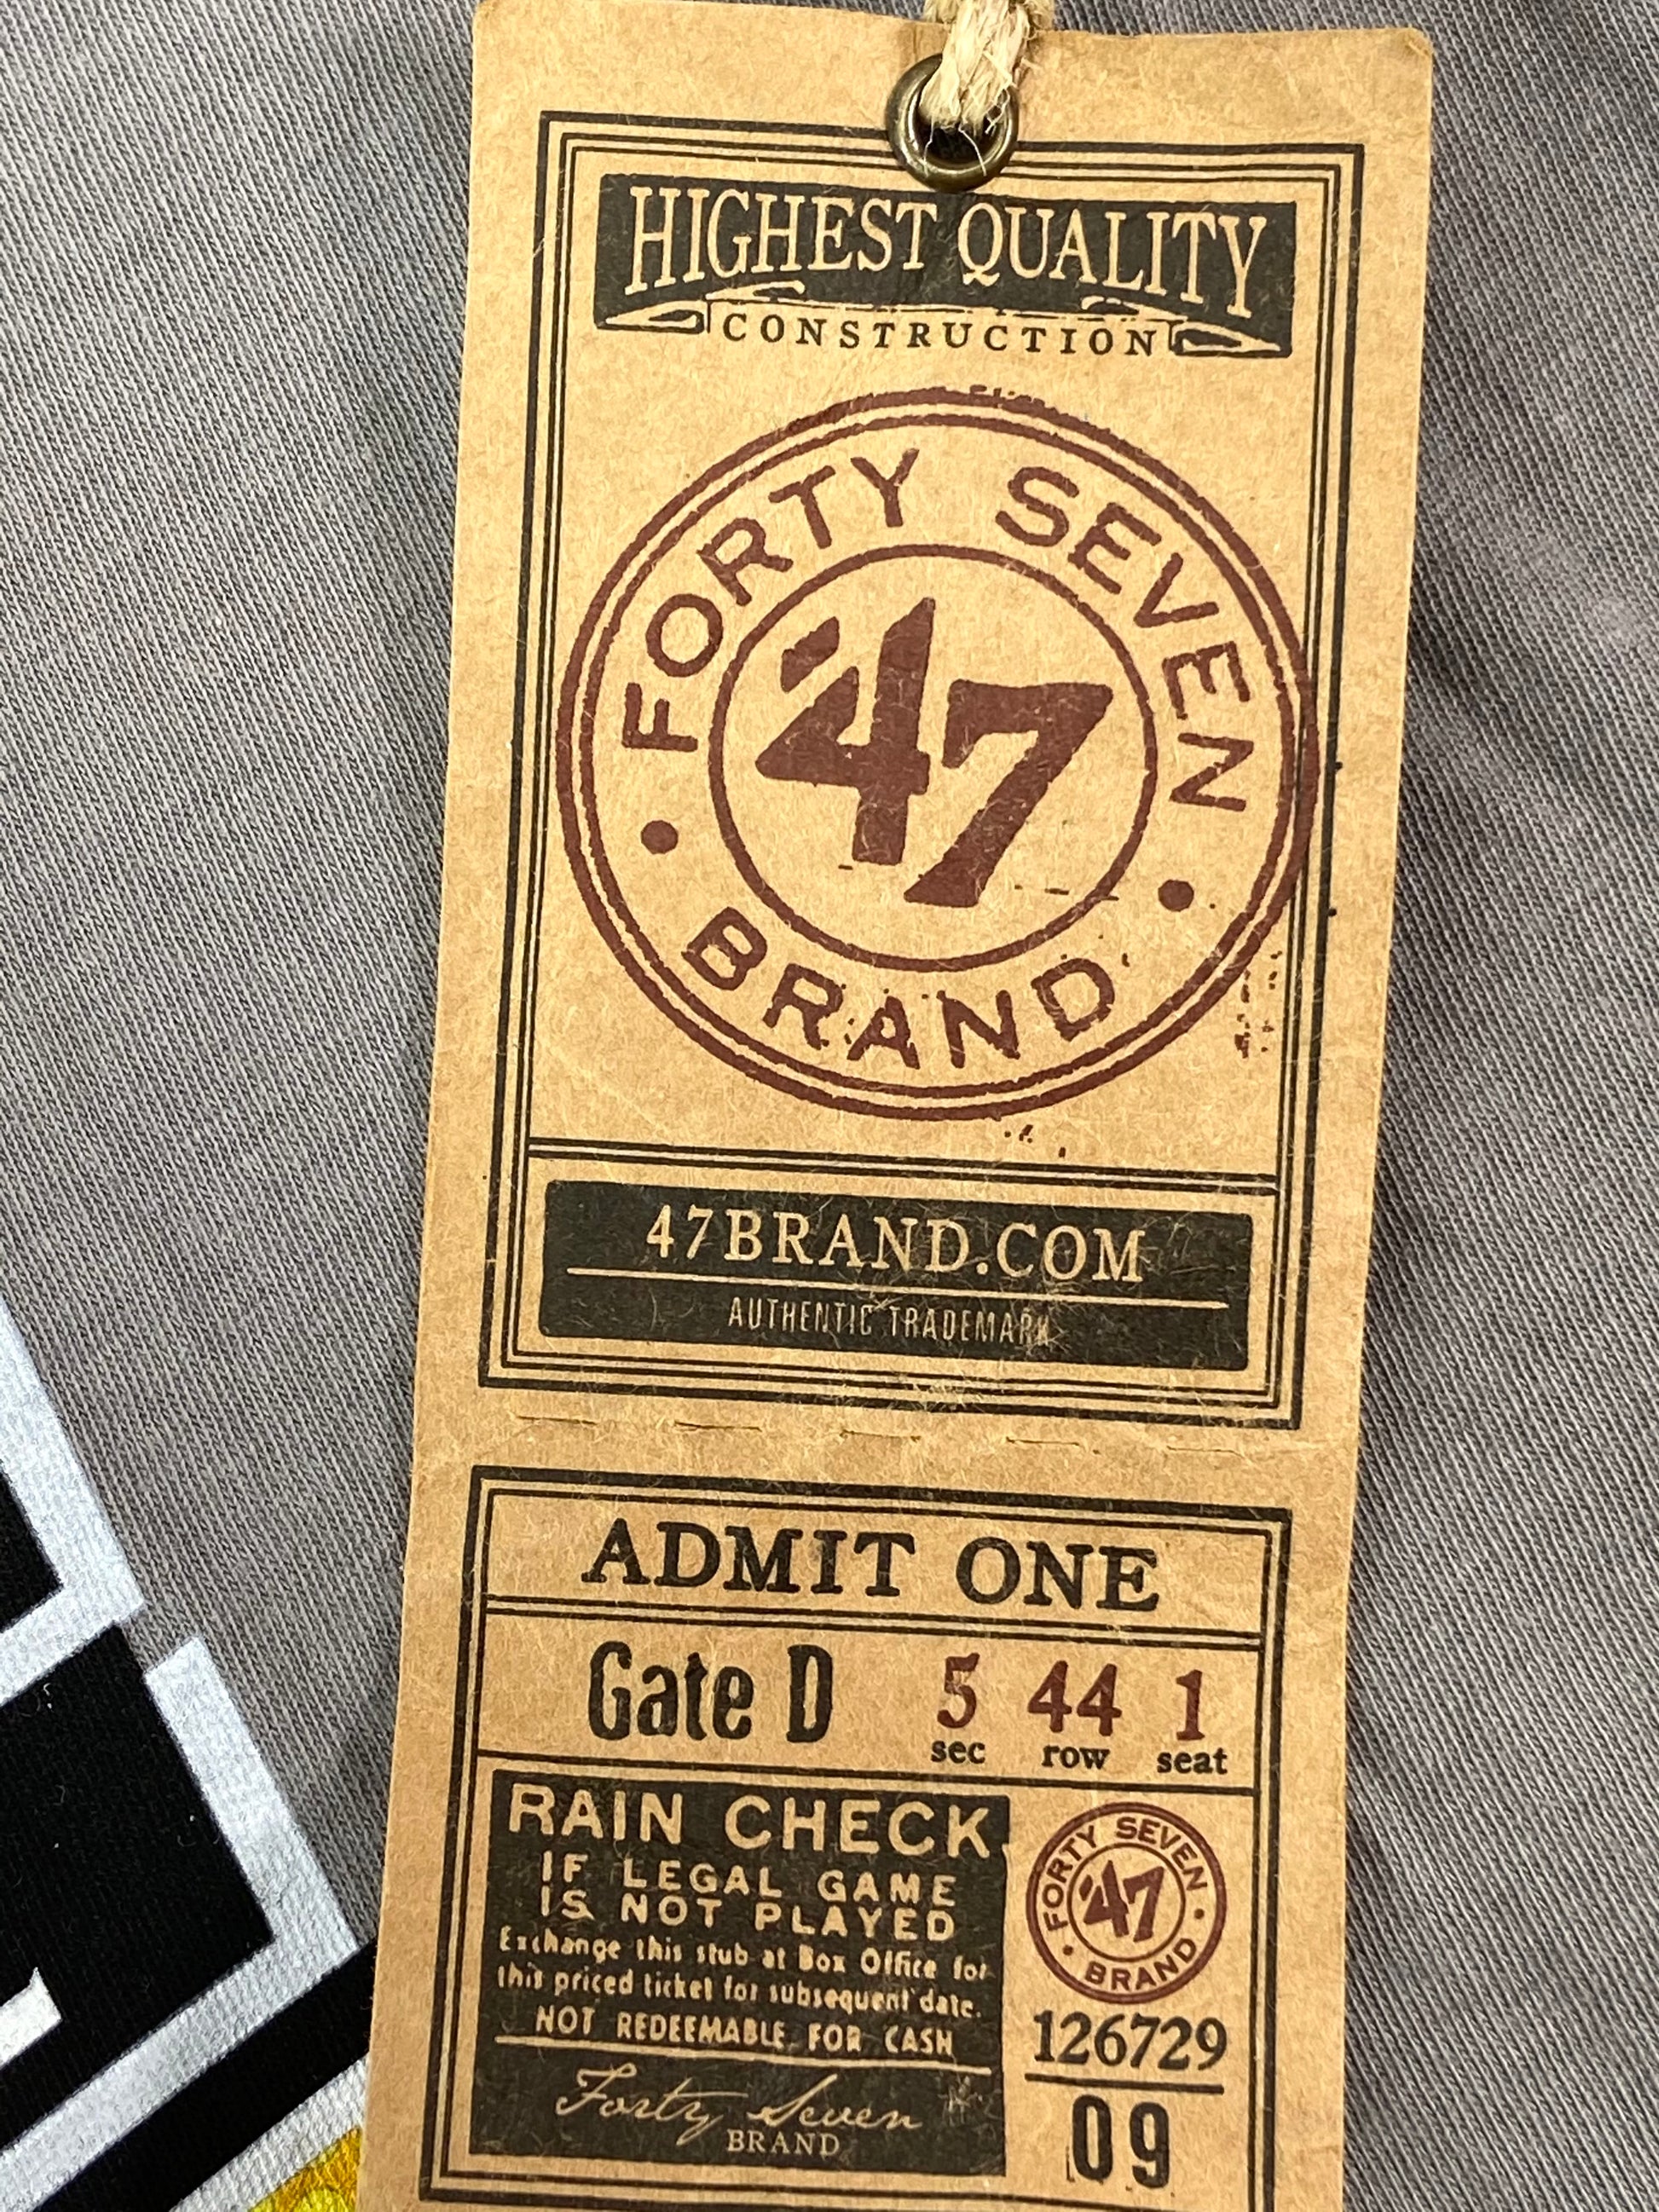 HIGHEST QUALITY
CONSTRUCTION
FORTY SEVEN
'47
BRAND
47BRAND.COM
AUTHENTIC TRADEMARK
ADMIT ONE
Gate D 5 44 1
sec row seat
RAIN CHECK
IF LEGAL GAME
IS NOT PLAYED
Exchange this stub at Box Office for
this priced ticket for subsequent date.
NOT REDEEMABLE FOR CASH
Forty Seven
BRAND
FORTY SEVEN
'47
BRAND
126729
09